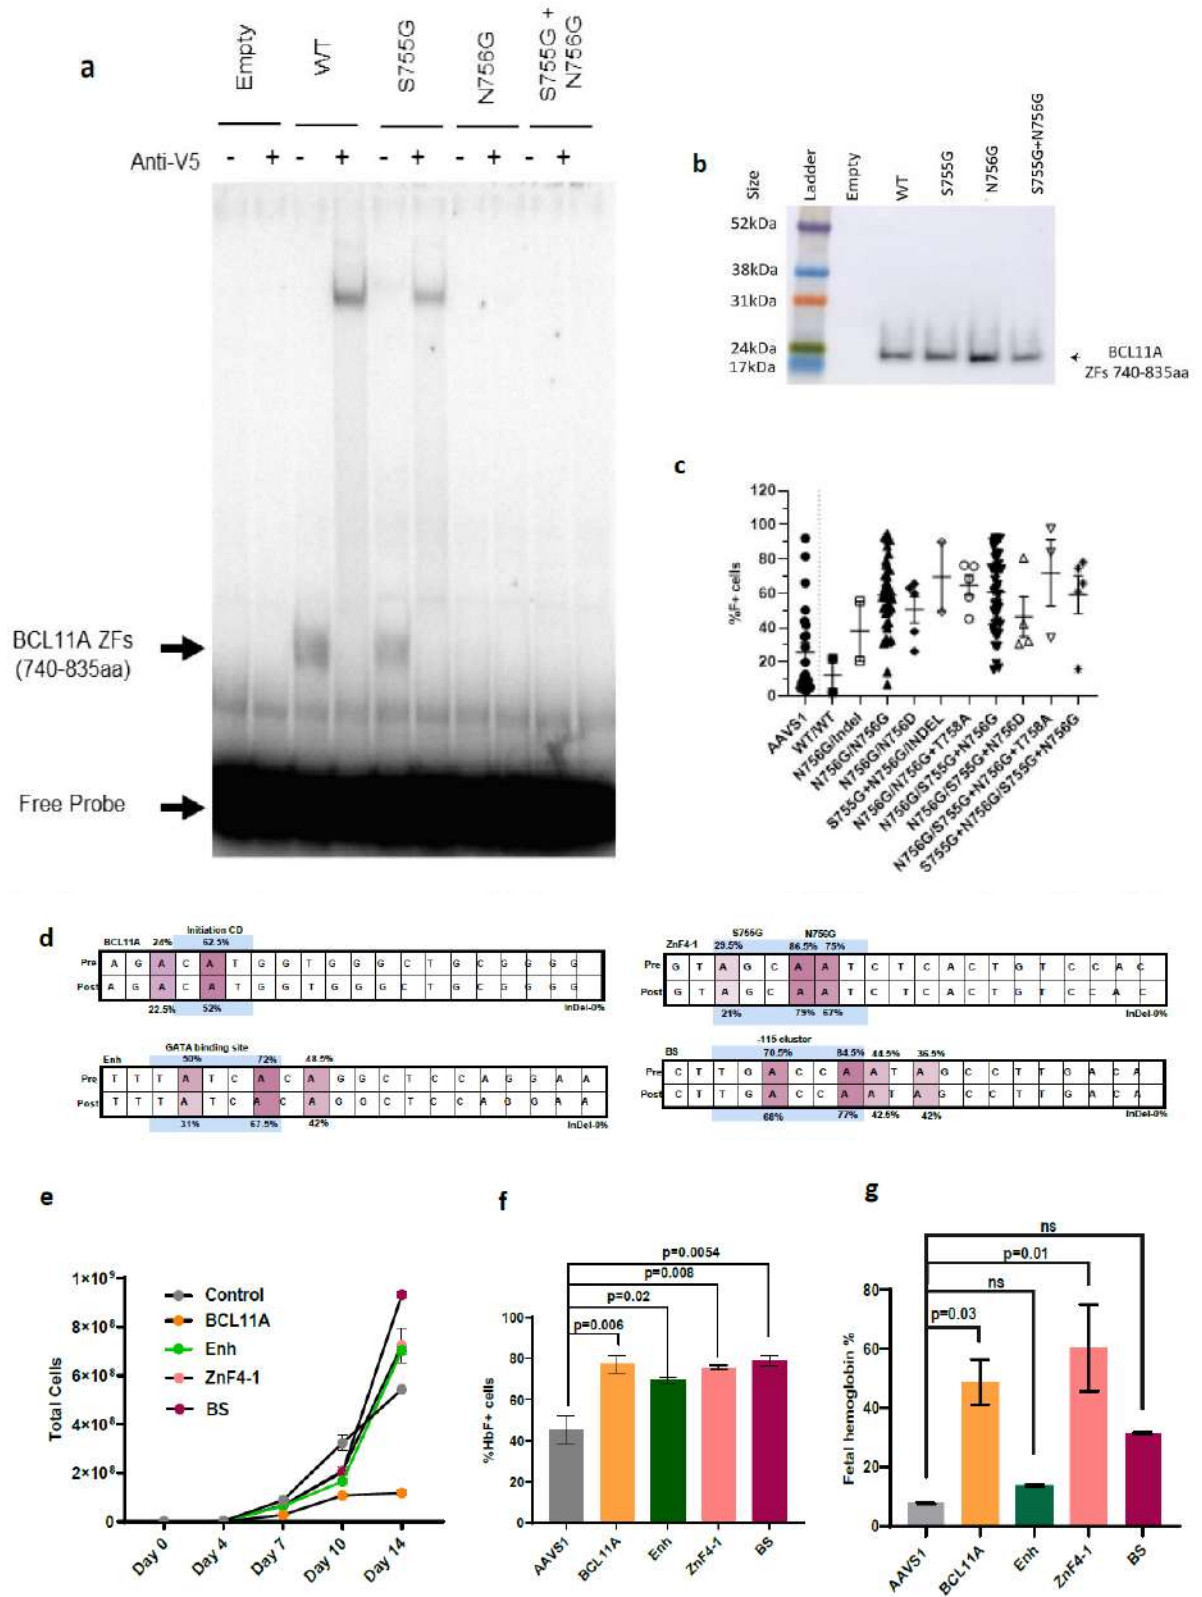 a
Empty
WT
S755G
N756G
S755G +
N756G
Anti-V5 - + - + - + - + - +
BCL11A ZFs
(740-835aa)
Free Probe
b
Size
Ladder
Empty
WT
S755G
N756G
S755G+N756G
52kDa
38kDa
31kDa
24kDa
17kDa
BCL11A
ZFs 740-835aa
c
%F+ cells
120
100
80
60
40
20
0
AAVS1
WT/WT
N756G/Indel
N756G/N756G
N756G/N756D
S755G+N756G/INDEL
N756G/N756G+T758A
N756G/S755G+N756G
N756G/S755G+N756D
N756G/S755G+N756G+T758A
S755G+N756G/S755G+N756G
d
Initiation CD
BCL11A 24% 62.5%
Pre A G A C A T G G T G G G C T G C G G G G
Post A G A C A T G G T G G G C T G C G G G G
22.5% 52% InDel-0%
S755G N756G
ZnF4-1 29.5% 86.5% 75%
Pre G T A G C A A T C T C A C T G T C C A C
Post G T A G C A A T C T C A C T G T C C A C
21% 79% 67% InDel-0%
GATA binding site
Enh 50% 72% 48.5%
Pre T T T A T C A C A G G C T C C A G G A A
Post T T T A T C A C A G G C T C C A G G A A
31% 67.5% 42% InDel-0%
-115 cluster
BS 70.5% 84.5% 44.5% 36.5%
Pre C T T G A C C A A T A G C C T T G A C A
Post C T T G A C C A A T A G C C T T G A C A
68% 77% 42.5% 42% InDel-0%
e
Total Cells
1×10⁹
8×10⁸
6×10⁸
4×10⁸
2×10⁸
0
Control
BCL11A
Enh
ZnF4-1
BS
Day 0
Day 4
Day 7
Day 10
Day 14
f
p=0.0054
p=0.008
p=0.02
p=0.006
%HbF+ cells
100
80
60
40
20
0
AAVS1
BCL11A
Enh
ZnF4-1
BS
g
ns
p=0.01
ns
p=0.03
Fetal hemoglobin %
80
60
40
20
0
AAVS1
BCL11A
Enh
ZnF4-1
BS